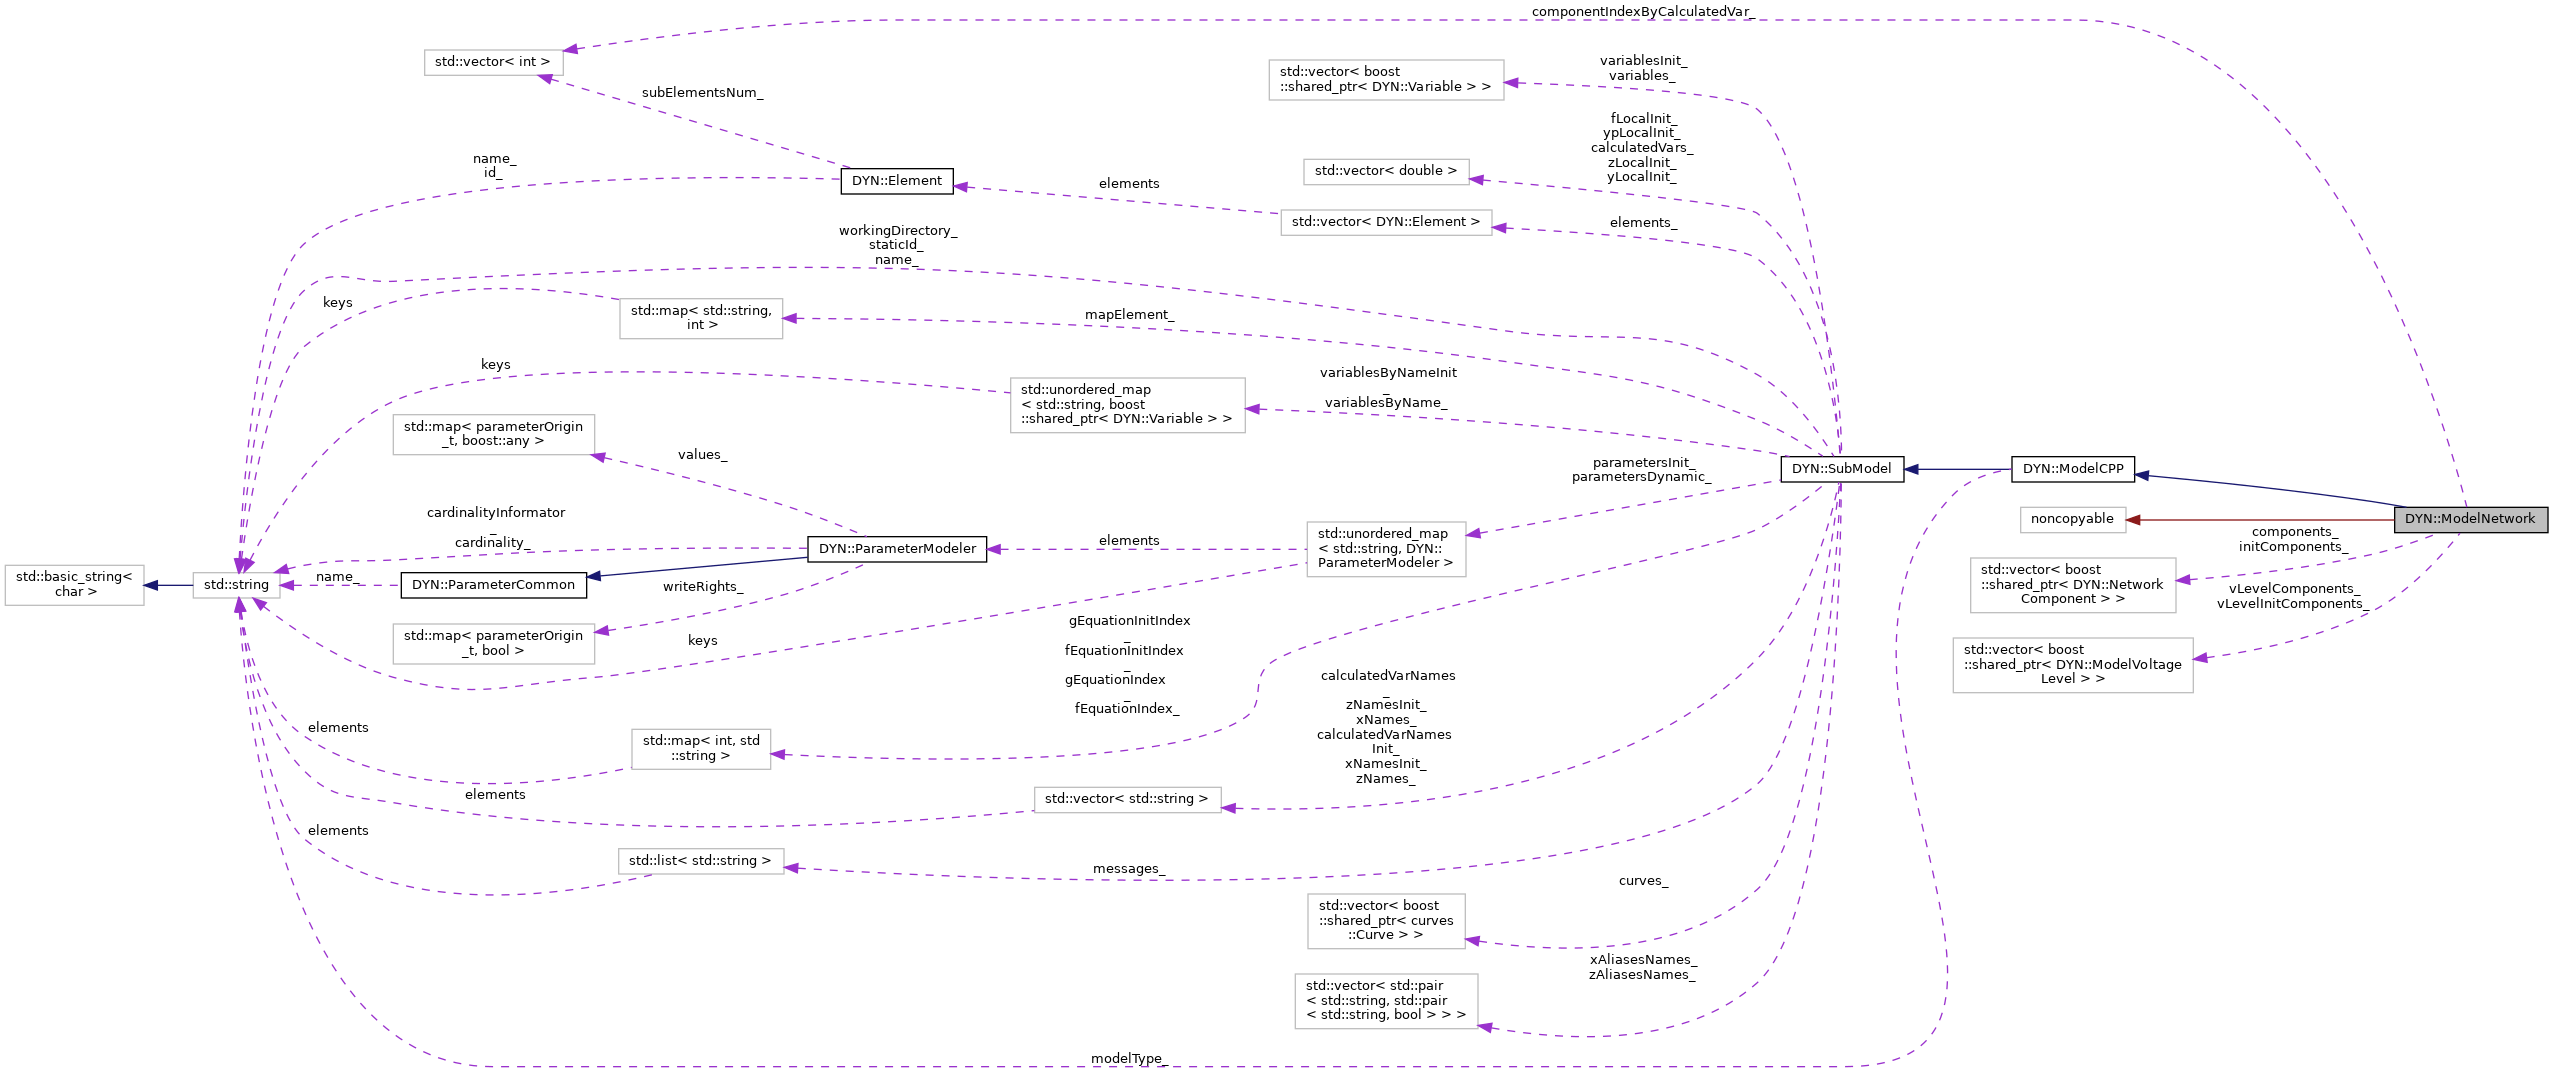 componentIndexByCalculatedVar_
std::vector< int >
subElementsNum_
std::vector< boost
::shared_ptr< DYN::Variable > >
variablesInit_
variables_
fLocalInit_
ypLocalInit_
calculatedVars_
zLocalInit_
yLocalInit_
std::vector< double >
name_
id_
DYN::Element
elements
std::vector< DYN::Element >
elements_
workingDirectory_
staticId_
name_
keys
std::map< std::string,
int >
mapElement_
keys
std::unordered_map
< std::string, boost
::shared_ptr< DYN::Variable > >
variablesByNameInit
_
variablesByName_
std::map< parameterOrigin
_t, boost::any >
values_
parametersInit_
parametersDynamic_
DYN::SubModel
DYN::ModelCPP
DYN::ModelNetwork
noncopyable
cardinalityInformator
_
cardinality_
DYN::ParameterModeler
elements
std::unordered_map
< std::string, DYN::
ParameterModeler >
components_
initComponents_
std::vector< boost
::shared_ptr< DYN::Network
Component > >
std::basic_string<
char >
std::string
name_
DYN::ParameterCommon
writeRights_
vLevelComponents_
vLevelInitComponents_
std::map< parameterOrigin
_t, bool >
keys
gEquationInitIndex
_
fEquationInitIndex
_
gEquationIndex
_
fEquationIndex_
std::vector< boost
::shared_ptr< DYN::ModelVoltage
Level > >
calculatedVarNames
_
zNamesInit_
xNames_
calculatedVarNames
Init_
xNamesInit_
zNames_
elements
std::map< int, std
::string >
elements
std::vector< std::string >
elements
std::list< std::string >
messages_
curves_
std::vector< boost
::shared_ptr< curves
::Curve > >
xAliasesNames_
zAliasesNames_
std::vector< std::pair
< std::string, std::pair
< std::string, bool > > >
modelType_